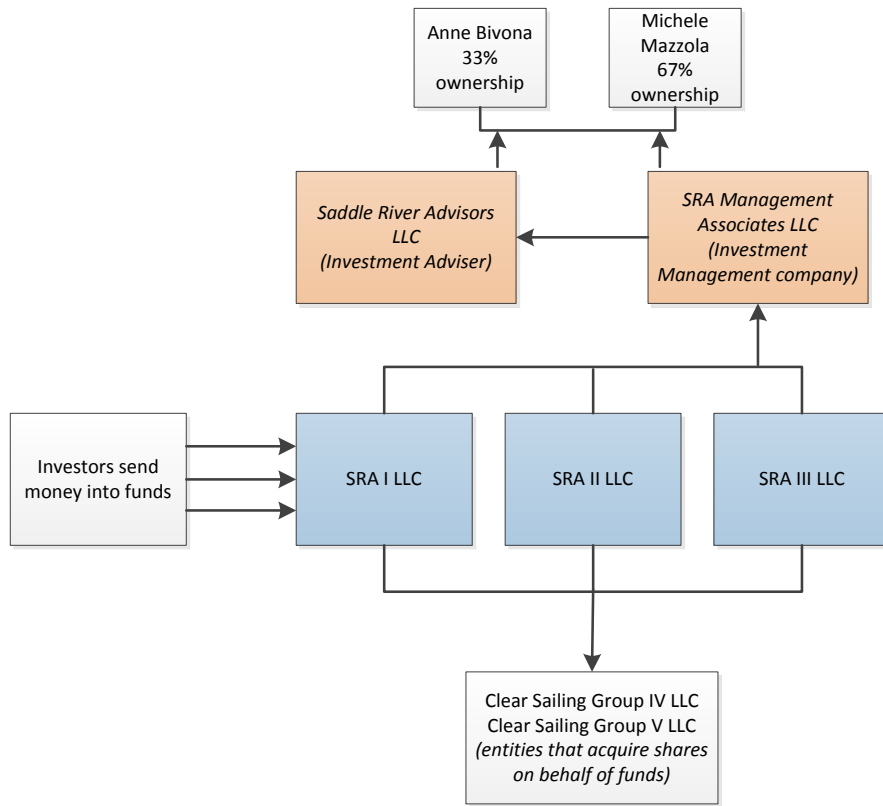 Anne Bivona
33%
ownership
Michele
Mazzola
67%
ownership
Saddle River Advisors
LLC
(Investment Adviser)
SRA Management
Associates LLC
(Investment
Management company)
Investors send
money into funds
SRA I LLC
SRA II LLC
SRA III LLC
Clear Sailing Group IV LLC
Clear Sailing Group V LLC
(entities that acquire shares
on behalf of funds)